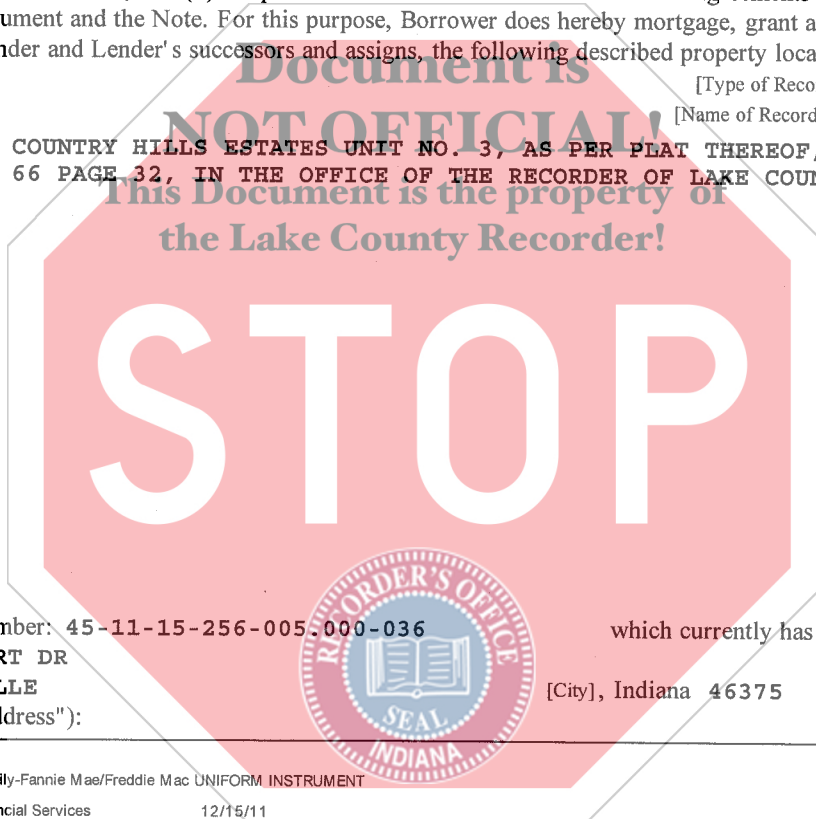 ument and the Note. For this purpose, Borrower does hereby mortgage, grant a
nder and Lender's successors and assigns, the following described property loca
Document is
[Type of Reco
NOT OFFICIAL!
[Name of Record
COUNTRY HILLS ESTATES UNIT NO. 3, AS PER PLAT THEREOF,
66 PAGE 32, IN THE OFFICE OF THE RECORDER OF LAKE COUN
This Document is the property of
the Lake County Recorder!
STOP
RECORDER'S OFFICE
SEAL
INDIANA
mber: 45-11-15-256-005.000-036 which currently has
RT DR
LLE [City], Indiana 46375
ddress"):
ily-Fannie Mae/Freddie Mac UNIFORM INSTRUMENT
ncial Services 12/15/11